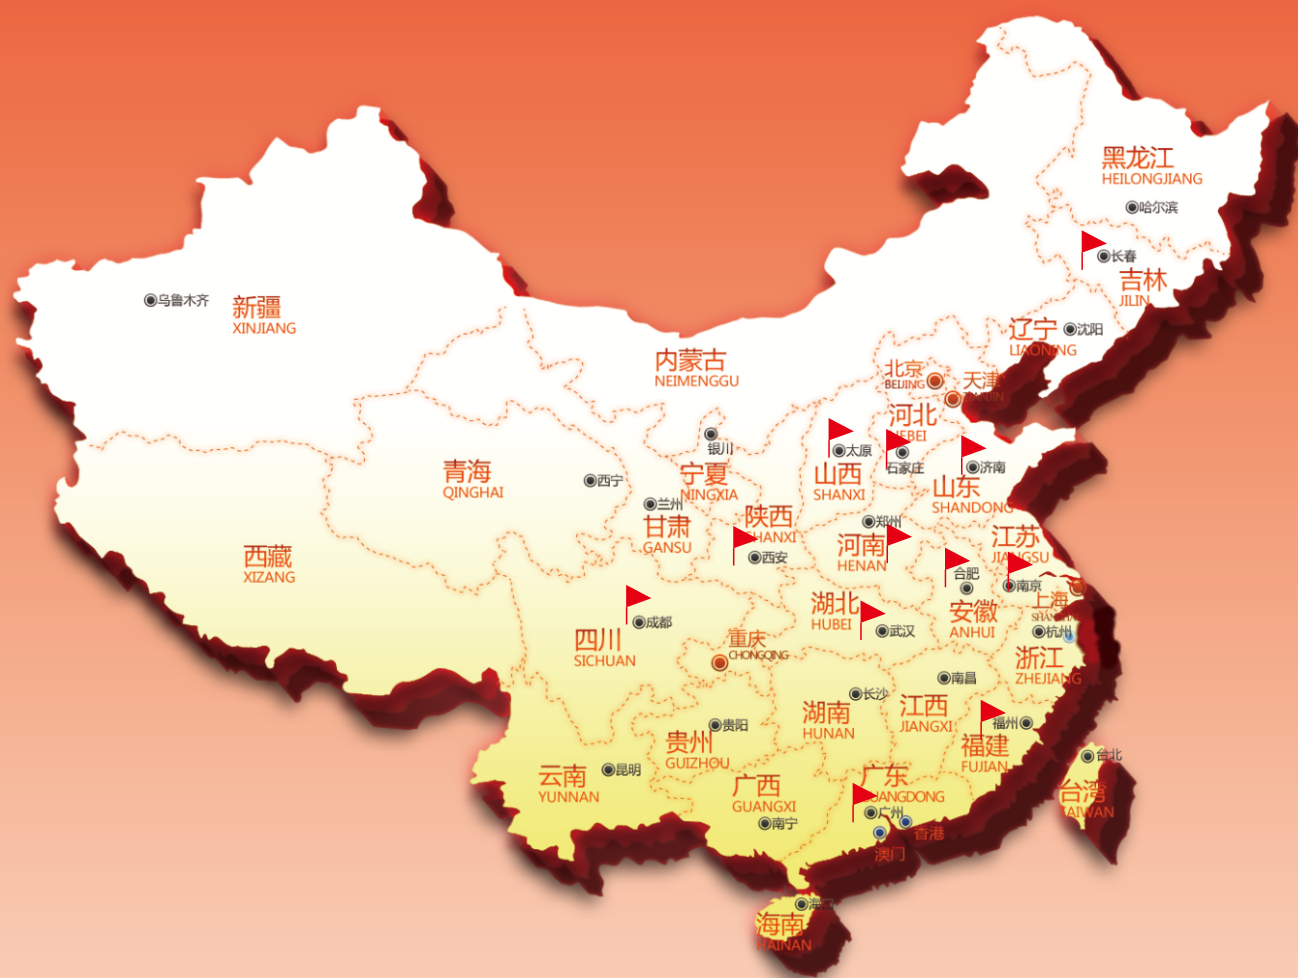 黑龙江
HEILONGJIANG
哈尔滨
长春
吉林
JILIN
乌鲁木齐
新疆
XINJIANG
辽宁
LIAONING
沈阳
内蒙古
NEIMENGGU
北京
BEIJING
天津
TIANJIN
河北
HEBEI
石家庄
太原
山西
SHANXI
银川
宁夏
NINGXIA
济南
山东
SHANDONG
青海
QINGHAI
西宁
兰州
甘肃
GANSU
陕西
SHANXI
西安
郑州
河南
HENAN
江苏
JIANGSU
南京
西藏
XIZANG
合肥
安徽
ANHUI
上海
SHANGHAI
杭州
浙江
ZHEJIANG
湖北
HUBEI
武汉
成都
四川
SICHUAN
重庆
CHONGQING
南昌
江西
JIANGXI
长沙
湖南
HUNAN
贵阳
贵州
GUIZHOU
福州
福建
FUJIAN
云南
YUNNAN
昆明
广西
GUANGXI
南宁
广东
GUANGDONG
广州
香港
澳门
台北
台湾
TAIWAN
海口
海南
HAINAN